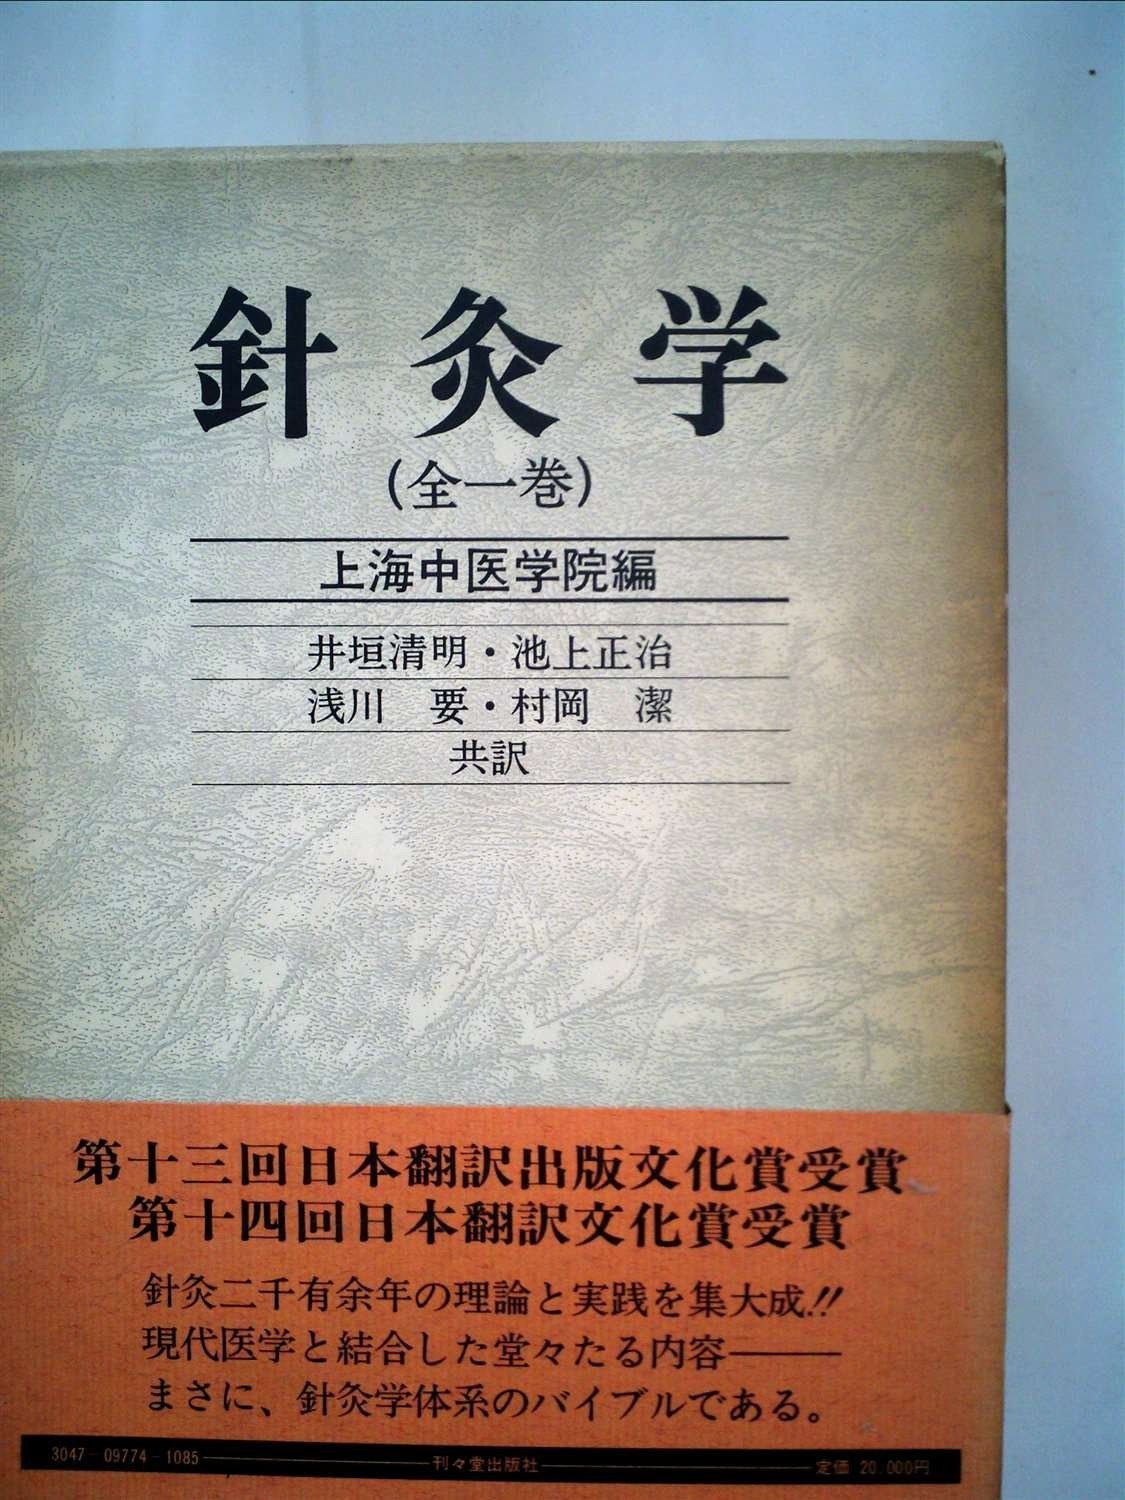 針灸学
(全一巻)
上海中医学院編
井垣清明・池上正治
浅川　要・村岡　潔
共訳
第十三回日本翻訳出版文化賞受賞
第十四回日本翻訳文化賞受賞
針灸二千有余年の理論と実践を集大成!!
現代医学と結合した堂々たる内容――
まさに、針灸学体系のバイブルである。
3047-09774-1085 刊々堂出版社 定価 20,000円